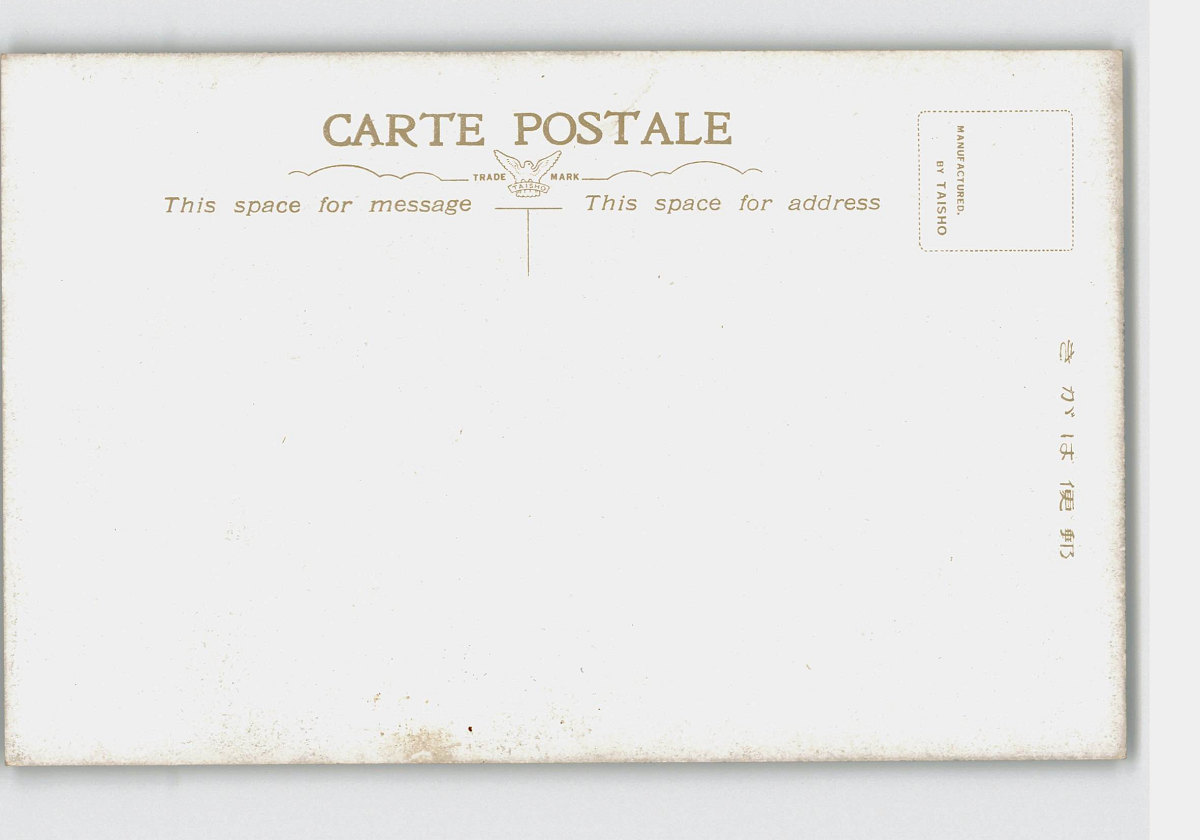 CARTE POSTALE
TRADE MARK
TAISHO
This space for message
This space for address
MANUFACTURED.
BY TAISHO
きがは便郵